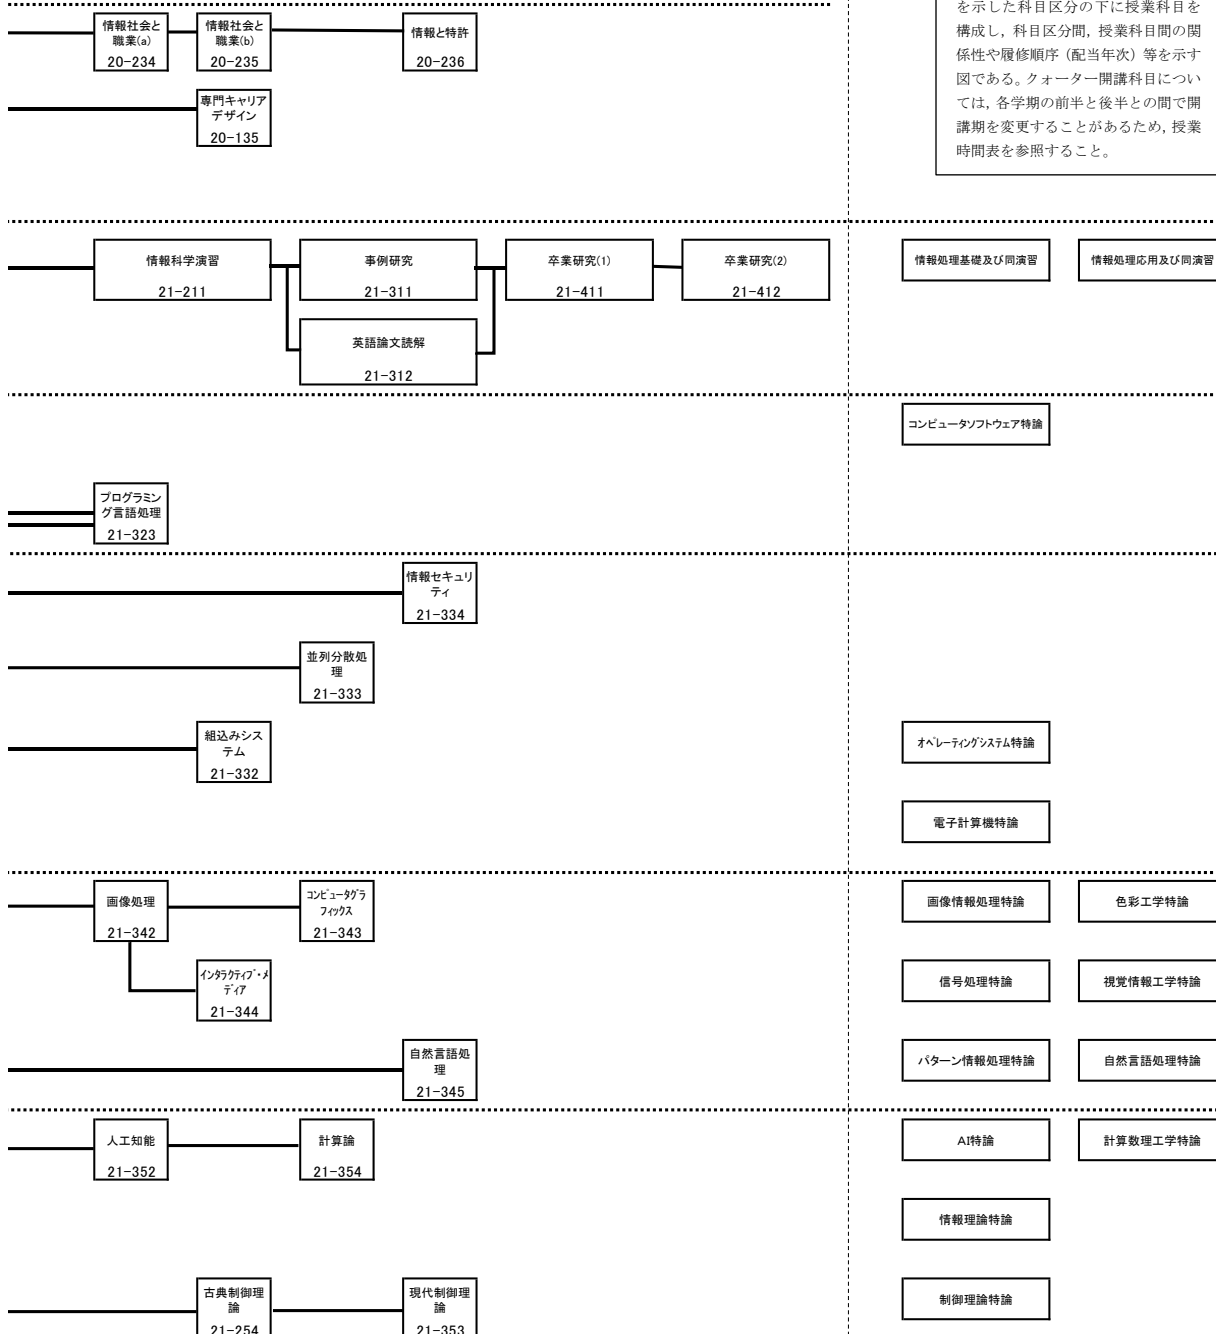 を示した科目区分の下に授業科目を
構成し, 科目区分間, 授業科目間の関
係性や履修順序（配当年次）等を示す
図である。クォーター開講科目につい
ては, 各学期の前半と後半との間で開
講期を変更することがあるため, 授業
時間表を参照すること。
情報社会と
職業(a)
20-234
情報社会と
職業(b)
20-235
情報と特許
20-236
専門キャリア
デザイン
20-135
情報科学演習
21-211
事例研究
21-311
卒業研究(1)
21-411
卒業研究(2)
21-412
情報処理基礎及び同演習
情報処理応用及び同演習
英語論文読解
21-312
コンピュータソフトウェア特論
プログラミン
グ言語処理
21-323
情報セキュリ
ティ
21-334
並列分散処
理
21-333
組込みシス
テム
21-332
オペレーティングシステム特論
電子計算機特論
画像処理
21-342
コンピュータグラ
フィックス
21-343
画像情報処理特論
色彩工学特論
インタラクティブ・メ
ディア
21-344
信号処理特論
視覚情報工学特論
自然言語処
理
21-345
パターン情報処理特論
自然言語処理特論
人工知能
21-352
計算論
21-354
AI特論
計算数理工学特論
情報理論特論
古典制御理
論
21-254
現代制御理
論
21-353
制御理論特論